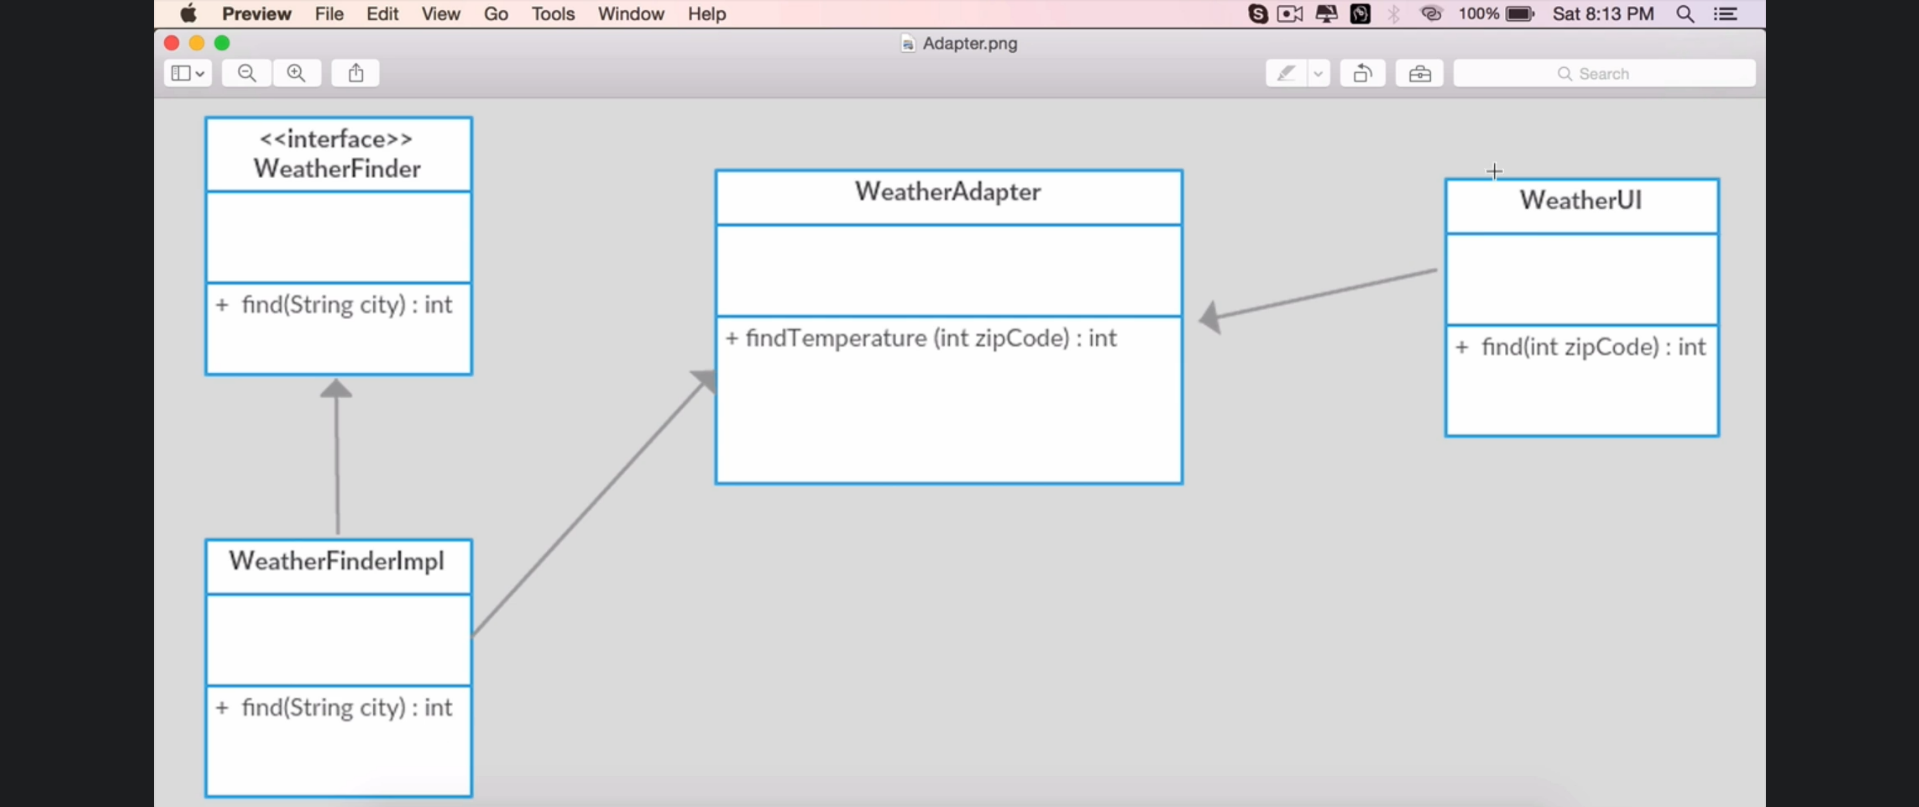 Preview File Edit View Go Tools Window Help 100% Sat 8:13 PM
Adapter.png
Search
<<interface>>
WeatherFinder
+ find(String city) : int
WeatherAdapter
+ findTemperature (int zipCode) : int
WeatherUI
+ find(int zipCode) : int
WeatherFinderImpl
+ find(String city) : int